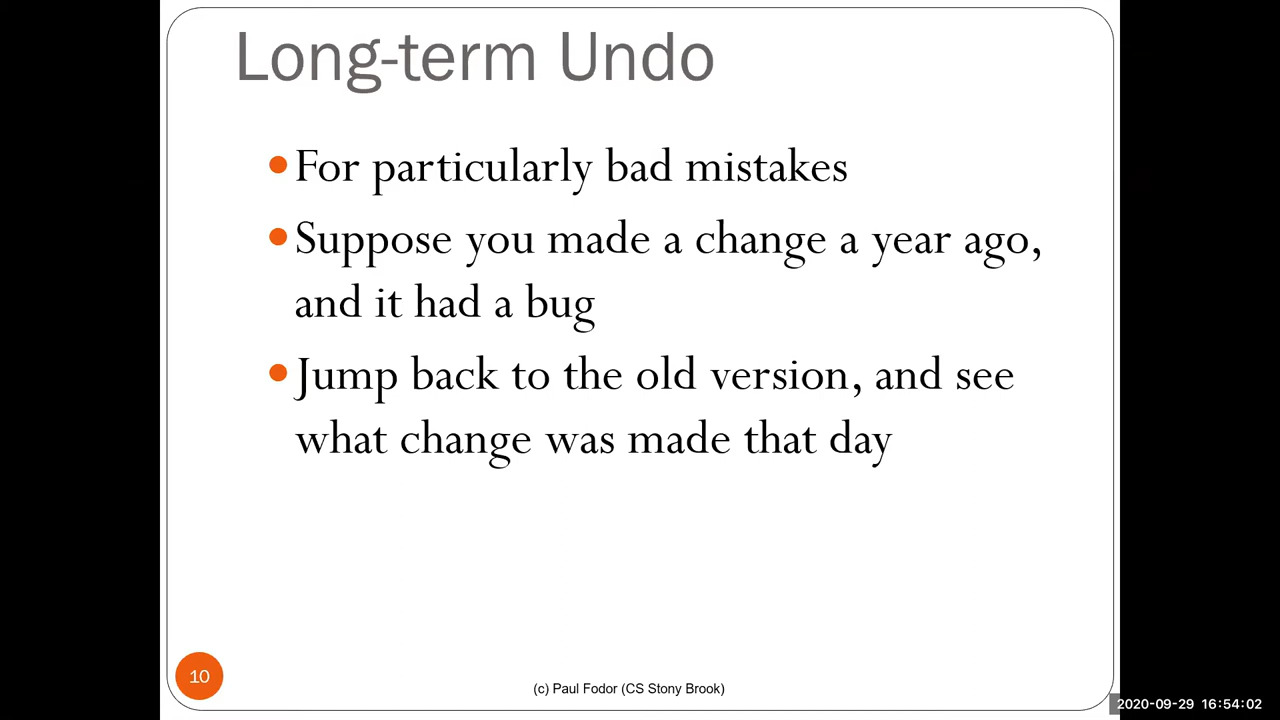 Long-term Undo
For particularly bad mistakes
Suppose you made a change a year ago,
and it had a bug
Jump back to the old version, and see
what change was made that day
10
(c) Paul Fodor (CS Stony Brook)
2020-09-29 16:54:02